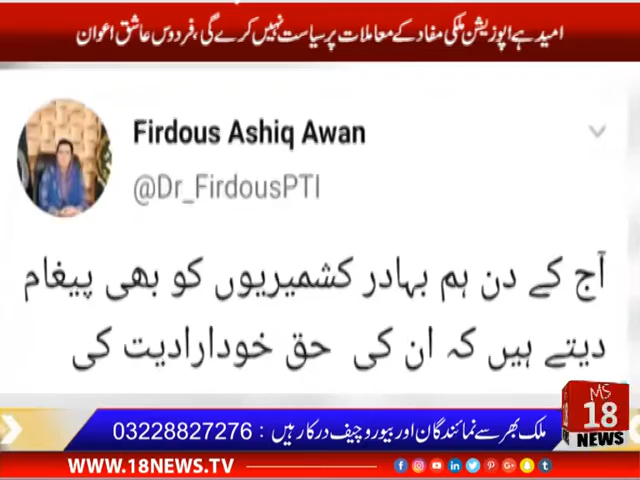 امید ہے اپوزیشن ملکی مفاد کے معاملات پر سیاست نہیں کرے گی، فردوس عاشق اعوان
Firdous Ashiq Awan
@Dr_FirdousPTI
آج کے دن ہم بہادر کشمیریوں کو بھی پیغام
دیتے ہیں کہ ان کی حق خودارادیت کی
MS
18
NEWS
ملک بھر سے نمائندگان اور بیورو چیف درکار ہیں : 03228827276
WWW.18NEWS.TV